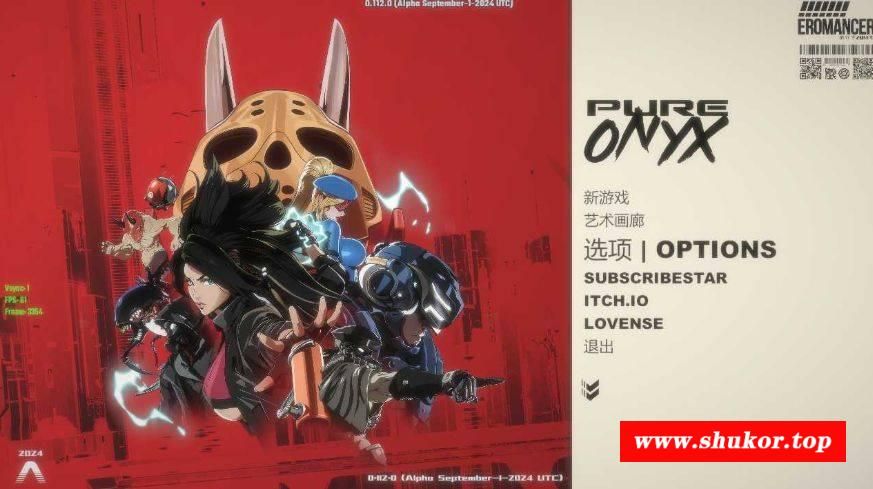 0.112.0 (Alpha September-1-2024 UTC)
EROMANCER
PURE
ONYX
新游戏
艺术画廊
选项 | OPTIONS
SUBSCRIBESTAR
ITCH.IO
LOVENSE
退出
Vsync-1
FPS-61
Frame-3354
www.shukor.top
2024
0.112.0 (Alpha September-1-2024 UTC)